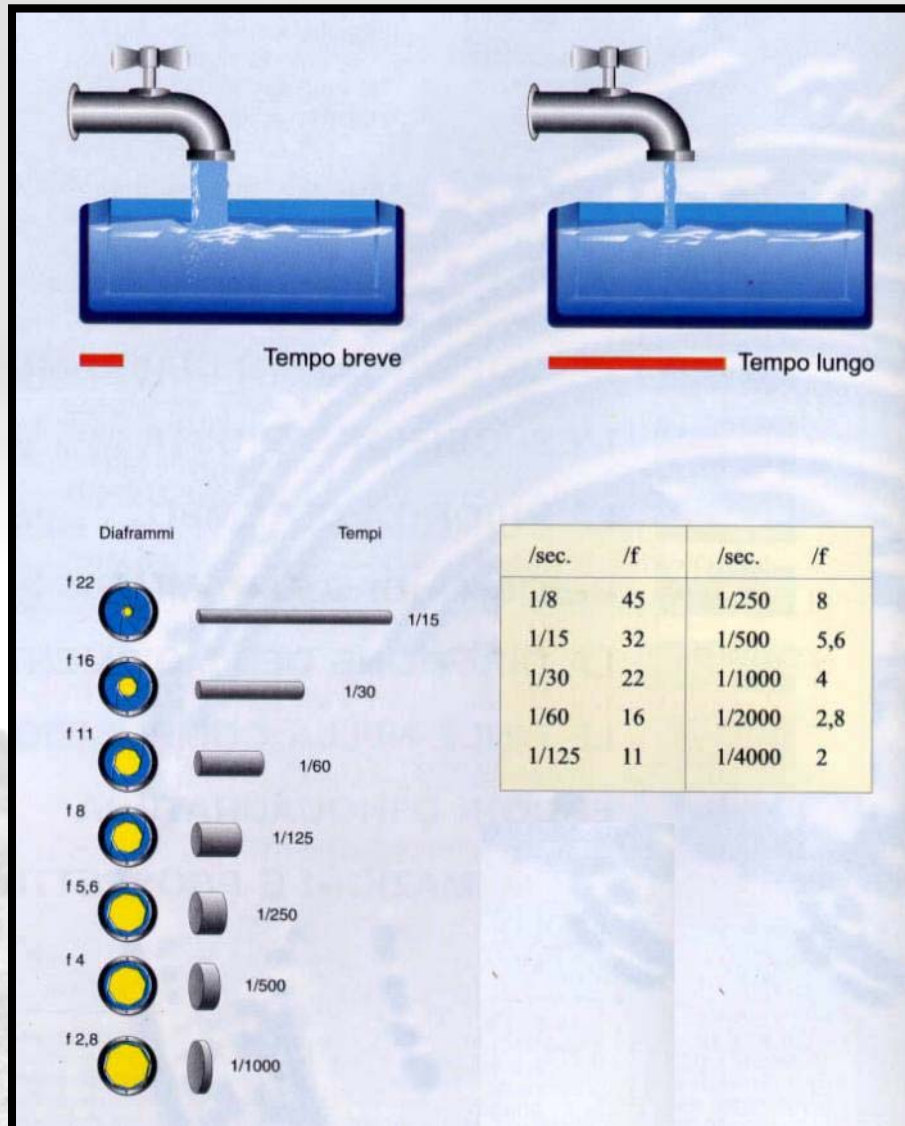 Tempo breve
Tempo lungo
Diaframmi Tempi
f 22 1/15
f 16 1/30
f 11 1/60
f 8 1/125
f 5,6 1/250
f 4 1/500
f 2,8 1/1000
/sec. /f /sec. /f
1/8 45 1/250 8
1/15 32 1/500 5,6
1/30 22 1/1000 4
1/60 16 1/2000 2,8
1/125 11 1/4000 2